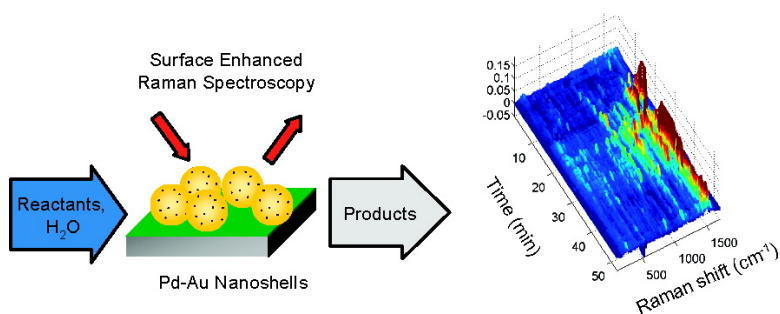 Surface Enhanced
Raman Spectroscopy
Reactants,
H₂O
Products
Pd-Au Nanoshells
0.15
0.1
0.05
0
-0.05
10
20
30
40
50
Time (min)
500
1000
1500
Raman shift (cm⁻¹)